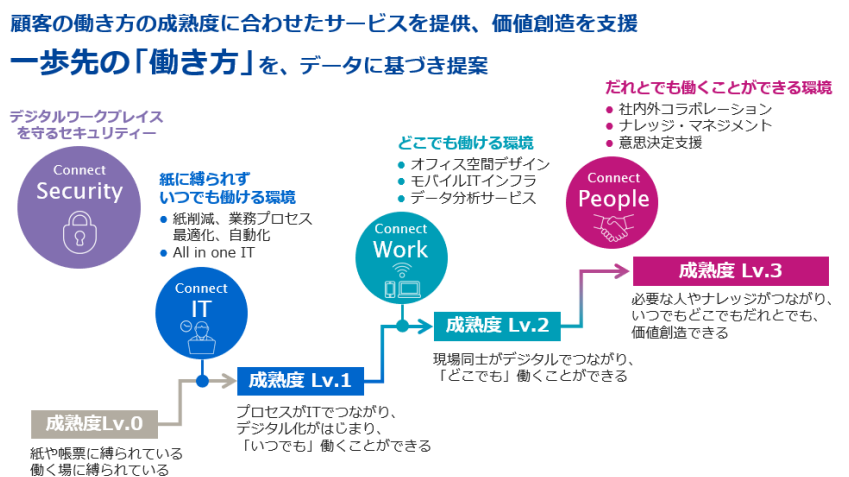 顧客の働き方の成熟度に合わせたサービスを提供、価値創造を支援
一歩先の「働き方」を、データに基づき提案
デジタルワークプレイス
を守るセキュリティー
Connect
Security
紙に縛られず
いつでも働ける環境
● 紙削減、業務プロセス
最適化、自動化
● All in one IT
Connect
IT
どこでも働ける環境
● オフィス空間デザイン
● モバイルITインフラ
● データ分析サービス
Connect
Work
だれとでも働くことができる環境
● 社内外コラボレーション
● ナレッジ・マネジメント
● 意思決定支援
Connect
People
成熟度Lv.0
紙や帳票に縛られている
働く場に縛られている
成熟度 Lv.1
プロセスがITでつながり、
デジタル化がはじまり、
「いつでも」働くことができる
成熟度 Lv.2
現場同士がデジタルでつながり、
「どこでも」働くことができる
成熟度 Lv.3
必要な人やナレッジがつながり、
いつでもどこでもだれとでも、
価値創造できる